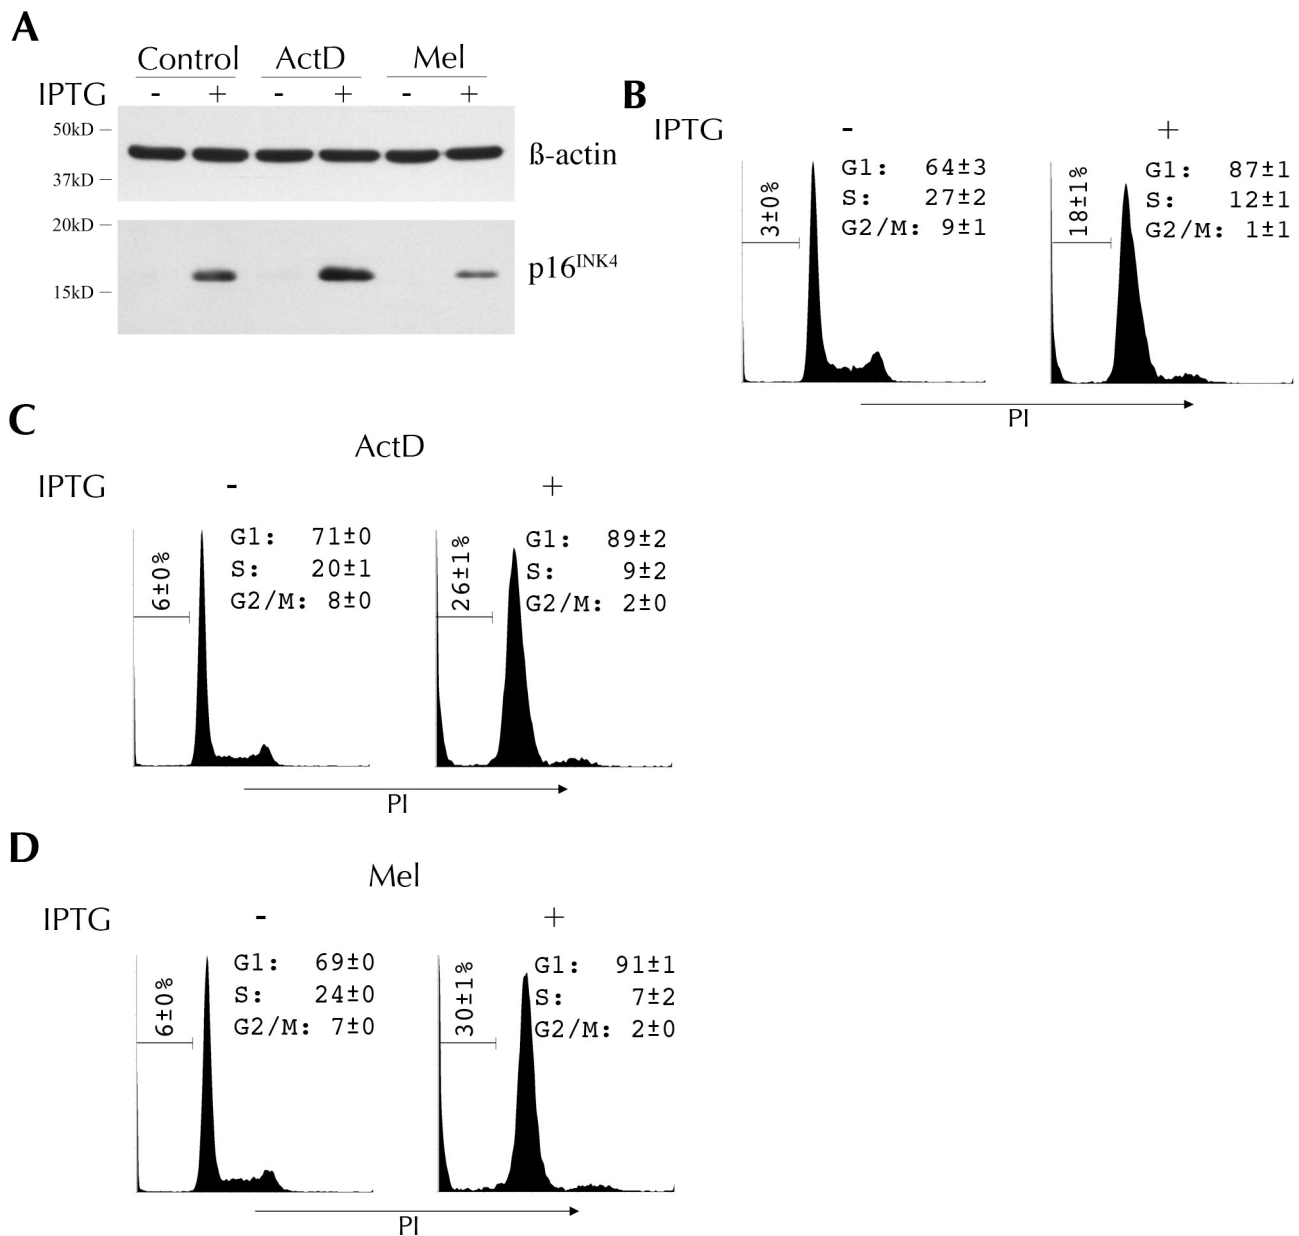 A
Control ActD Mel
IPTG - + - + - +
50kD
ß-actin
37kD
20kD
p16INK4
15kD
B
IPTG - +
3±0%
G1: 64±3
S: 27±2
G2/M: 9±1
18±1%
G1: 87±1
S: 12±1
G2/M: 1±1
PI
C
ActD
IPTG - +
6±0%
G1: 71±0
S: 20±1
G2/M: 8±0
26±1%
G1: 89±2
S: 9±2
G2/M: 2±0
PI
D
Mel
IPTG - +
6±0%
G1: 69±0
S: 24±0
G2/M: 7±0
30±1%
G1: 91±1
S: 7±2
G2/M: 2±0
PI